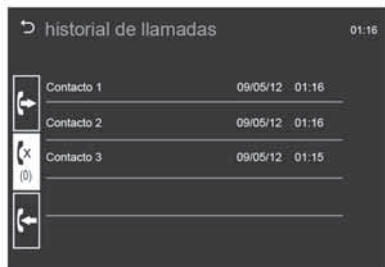 historial de llamadas 01:16
Contacto 1 09/05/12 01:16
Contacto 2 09/05/12 01:16
Contacto 3 09/05/12 01:15
x
(0)